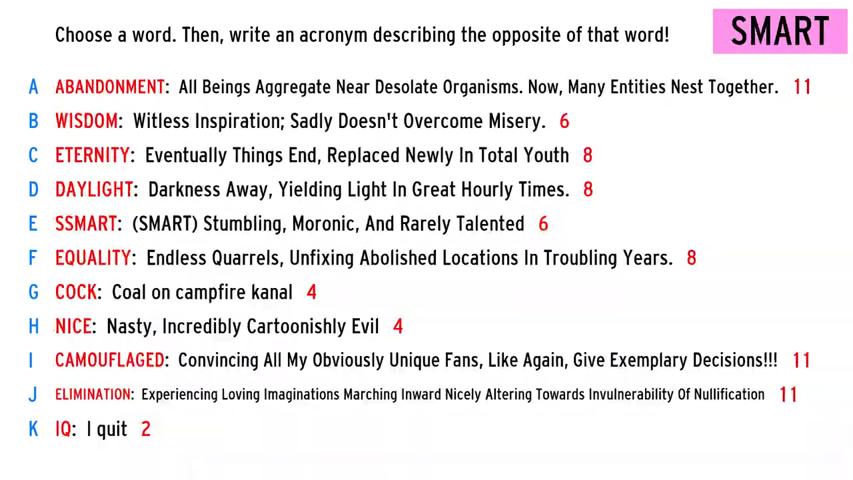 Choose a word. Then, write an acronym describing the opposite of that word!
SMART
A ABANDONMENT: All Beings Aggregate Near Desolate Organisms. Now, Many Entities Nest Together. 11
B WISDOM: Witless Inspiration; Sadly Doesn't Overcome Misery. 6
C ETERNITY: Eventually Things End, Replaced Newly In Total Youth 8
D DAYLIGHT: Darkness Away, Yielding Light In Great Hourly Times. 8
E SSMART: (SMART) Stumbling, Moronic, And Rarely Talented 6
F EQUALITY: Endless Quarrels, Unfixing Abolished Locations In Troubling Years. 8
G COCK: Coal on campfire kanal 4
H NICE: Nasty, Incredibly Cartoonishly Evil 4
I CAMOUFLAGED: Convincing All My Obviously Unique Fans, Like Again, Give Exemplary Decisions!!! 11
J ELIMINATION: Experiencing Loving Imaginations Marching Inward Nicely Altering Towards Invulnerability Of Nullification 11
K IQ: I quit 2